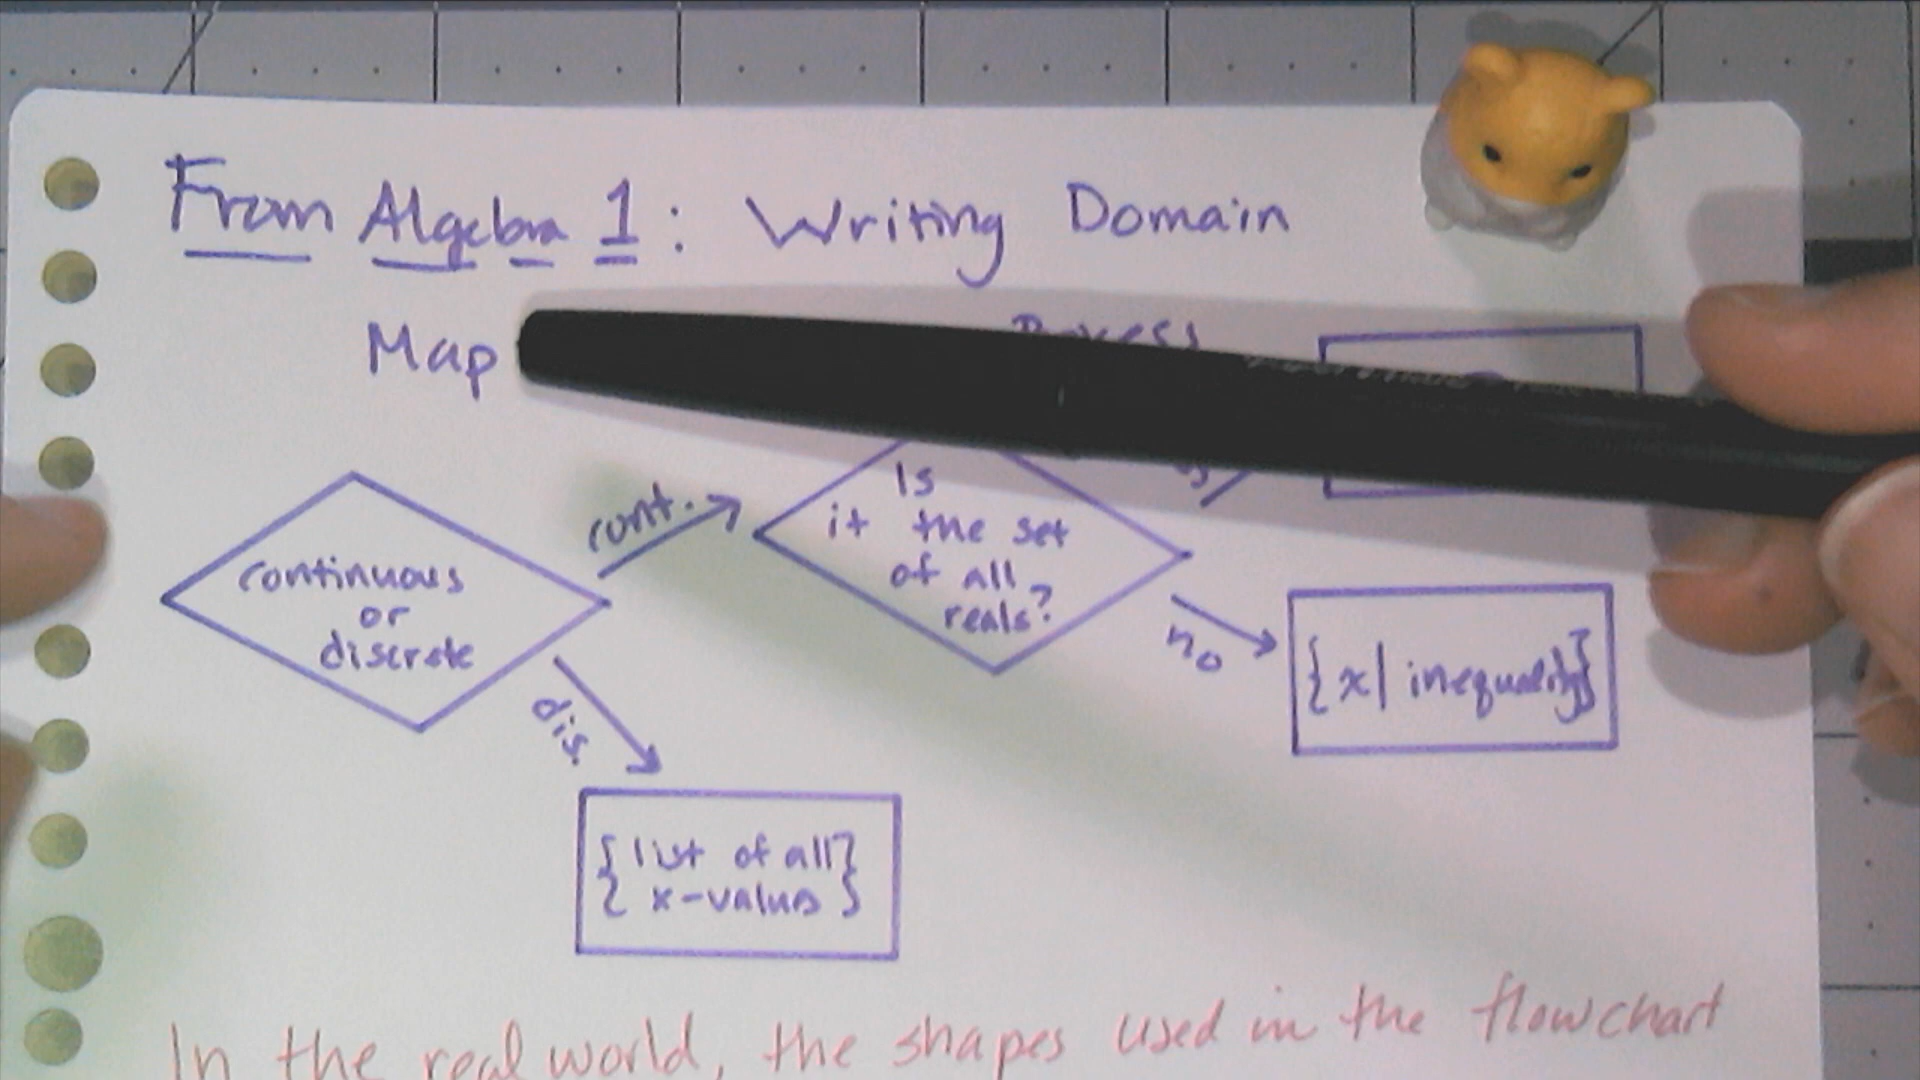 From Algebra 1: Writing Domain
Map Process
continuous
or
discrete
cont.
dis.
Is
it the set
of all
reals?
no
{x| inequality}
{list of all
x-values}
In the real world, the shapes used in the flowchart